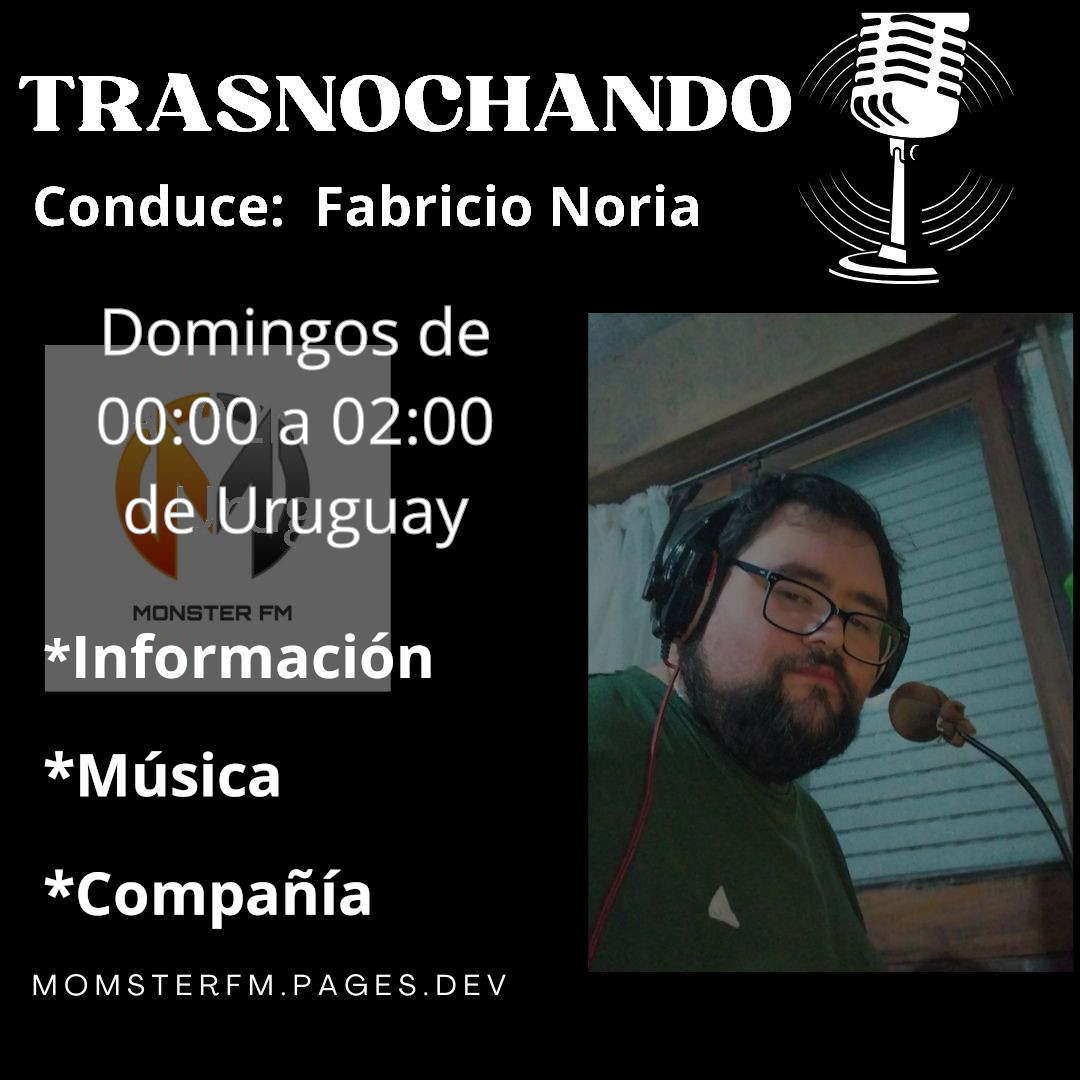 TRASNOCHANDO
Conduce: Fabricio Noria
Domingos de
00:00 a 02:00
de Uruguay
MONSTER FM
*Información
*Música
*Compañía
MOMSTERFM.PAGES.DEV